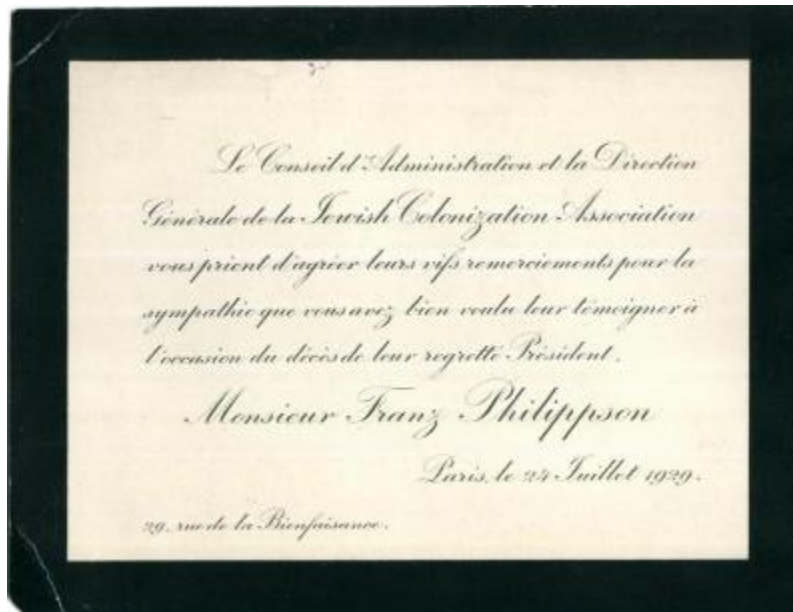 Le Conseil d'Administration et la Direction
Générale de la Jewish Colonization Association
vous prient d'agréer leurs vifs remerciements pour la
sympathie que vous avez bien voulu leur témoigner à
l'occasion du décès de leur regretté Président.
Monsieur Franz Philippson
Paris, le 24 Juillet 1929.
29, rue de la Bienfaisance.